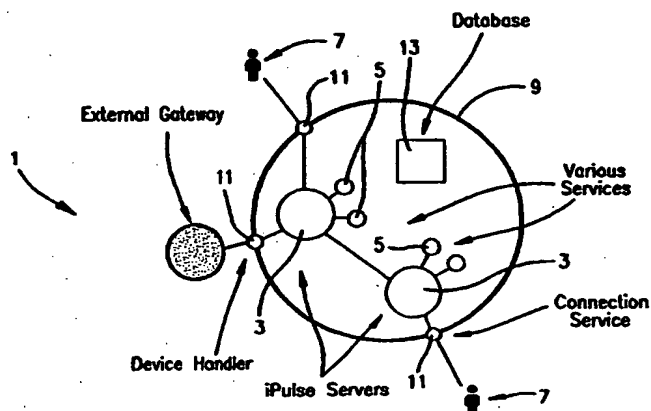 Database
7
13
5
11
9
External Gateway
1
11
Various
Services
5
3
3
Connection
Service
Device Handler
iPulse Servers
11
7